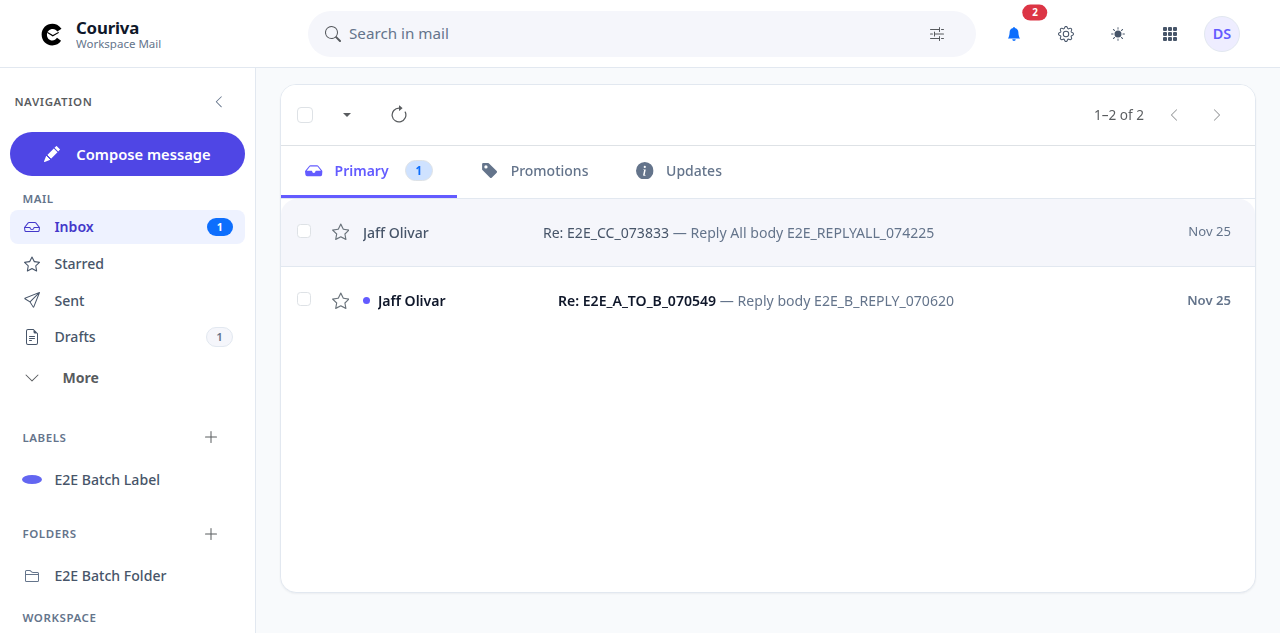 Couriva
Workspace Mail
Search in mail
2
DS
NAVIGATION
Compose message
MAIL
Inbox 1
Starred
Sent
Drafts 1
More
LABELS
E2E Batch Label
FOLDERS
E2E Batch Folder
WORKSPACE
1–2 of 2
Primary 1
Promotions
Updates
Jaff Olivar Re: E2E_CC_073833 — Reply All body E2E_REPLYALL_074225 Nov 25
Jaff Olivar Re: E2E_A_TO_B_070549 — Reply body E2E_B_REPLY_070620 Nov 25